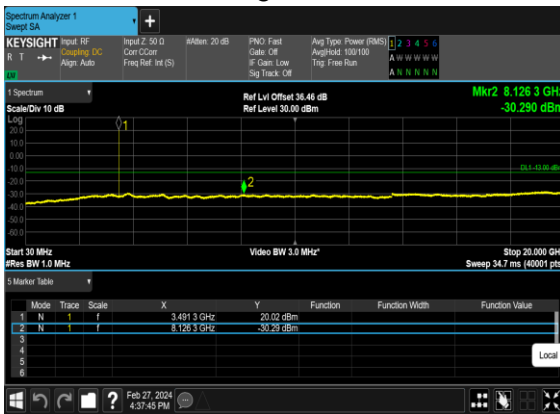 Spectrum Analyzer 1
Swept SA
+
KEYSIGHT Input: RF Input Z: 50 Ω #Atten: 20 dB PNO: Fast Avg Type: Power (RMS) 1 2 3 4 5 6
R T Coupling: DC Corr CCorr Gate: Off Avg|Hold: 100/100 A W W W W W
Align: Auto Freq Ref: Int (S) IF Gain: Low Trig: Free Run
LV Sig Track: Off A N N N N N
1 Spectrum Ref Lvl Offset 36.46 dB Mkr2 8.126 3 GHz
Scale/Div 10 dB Ref Level 30.00 dBm -30.290 dBm
Log
1
20.0
10.0
0.00
-10.0
DL1 -13.00 dBm
-20.0
2
-30.0
-40.0
-50.0
-60.0
Start 30 MHz Video BW 3.0 MHz* Stop 20.000 GHz
#Res BW 1.0 MHz Sweep 34.7 ms (40001 pts
5 Marker Table
Mode Trace Scale X Y Function Function Width Function Value
1 N 1 f 3.491 3 GHz 20.02 dBm
2 N 1 f 8.126 3 GHz -30.29 dBm
3
4
5
6
Local
? Feb 27, 2024
4:37:45 PM